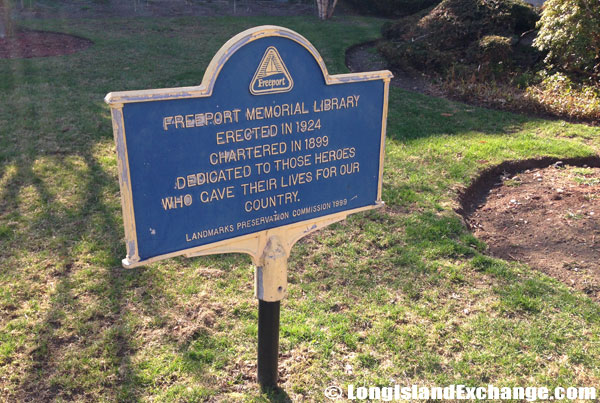 Freeport
FREEPORT MEMORIAL LIBRARY
ERECTED IN 1924
CHARTERED IN 1899
DEDICATED TO THOSE HEROES
WHO GAVE THEIR LIVES FOR OUR
COUNTRY.
LANDMARKS PRESERVATION COMMISSION 1999
© LongIslandExchange.com